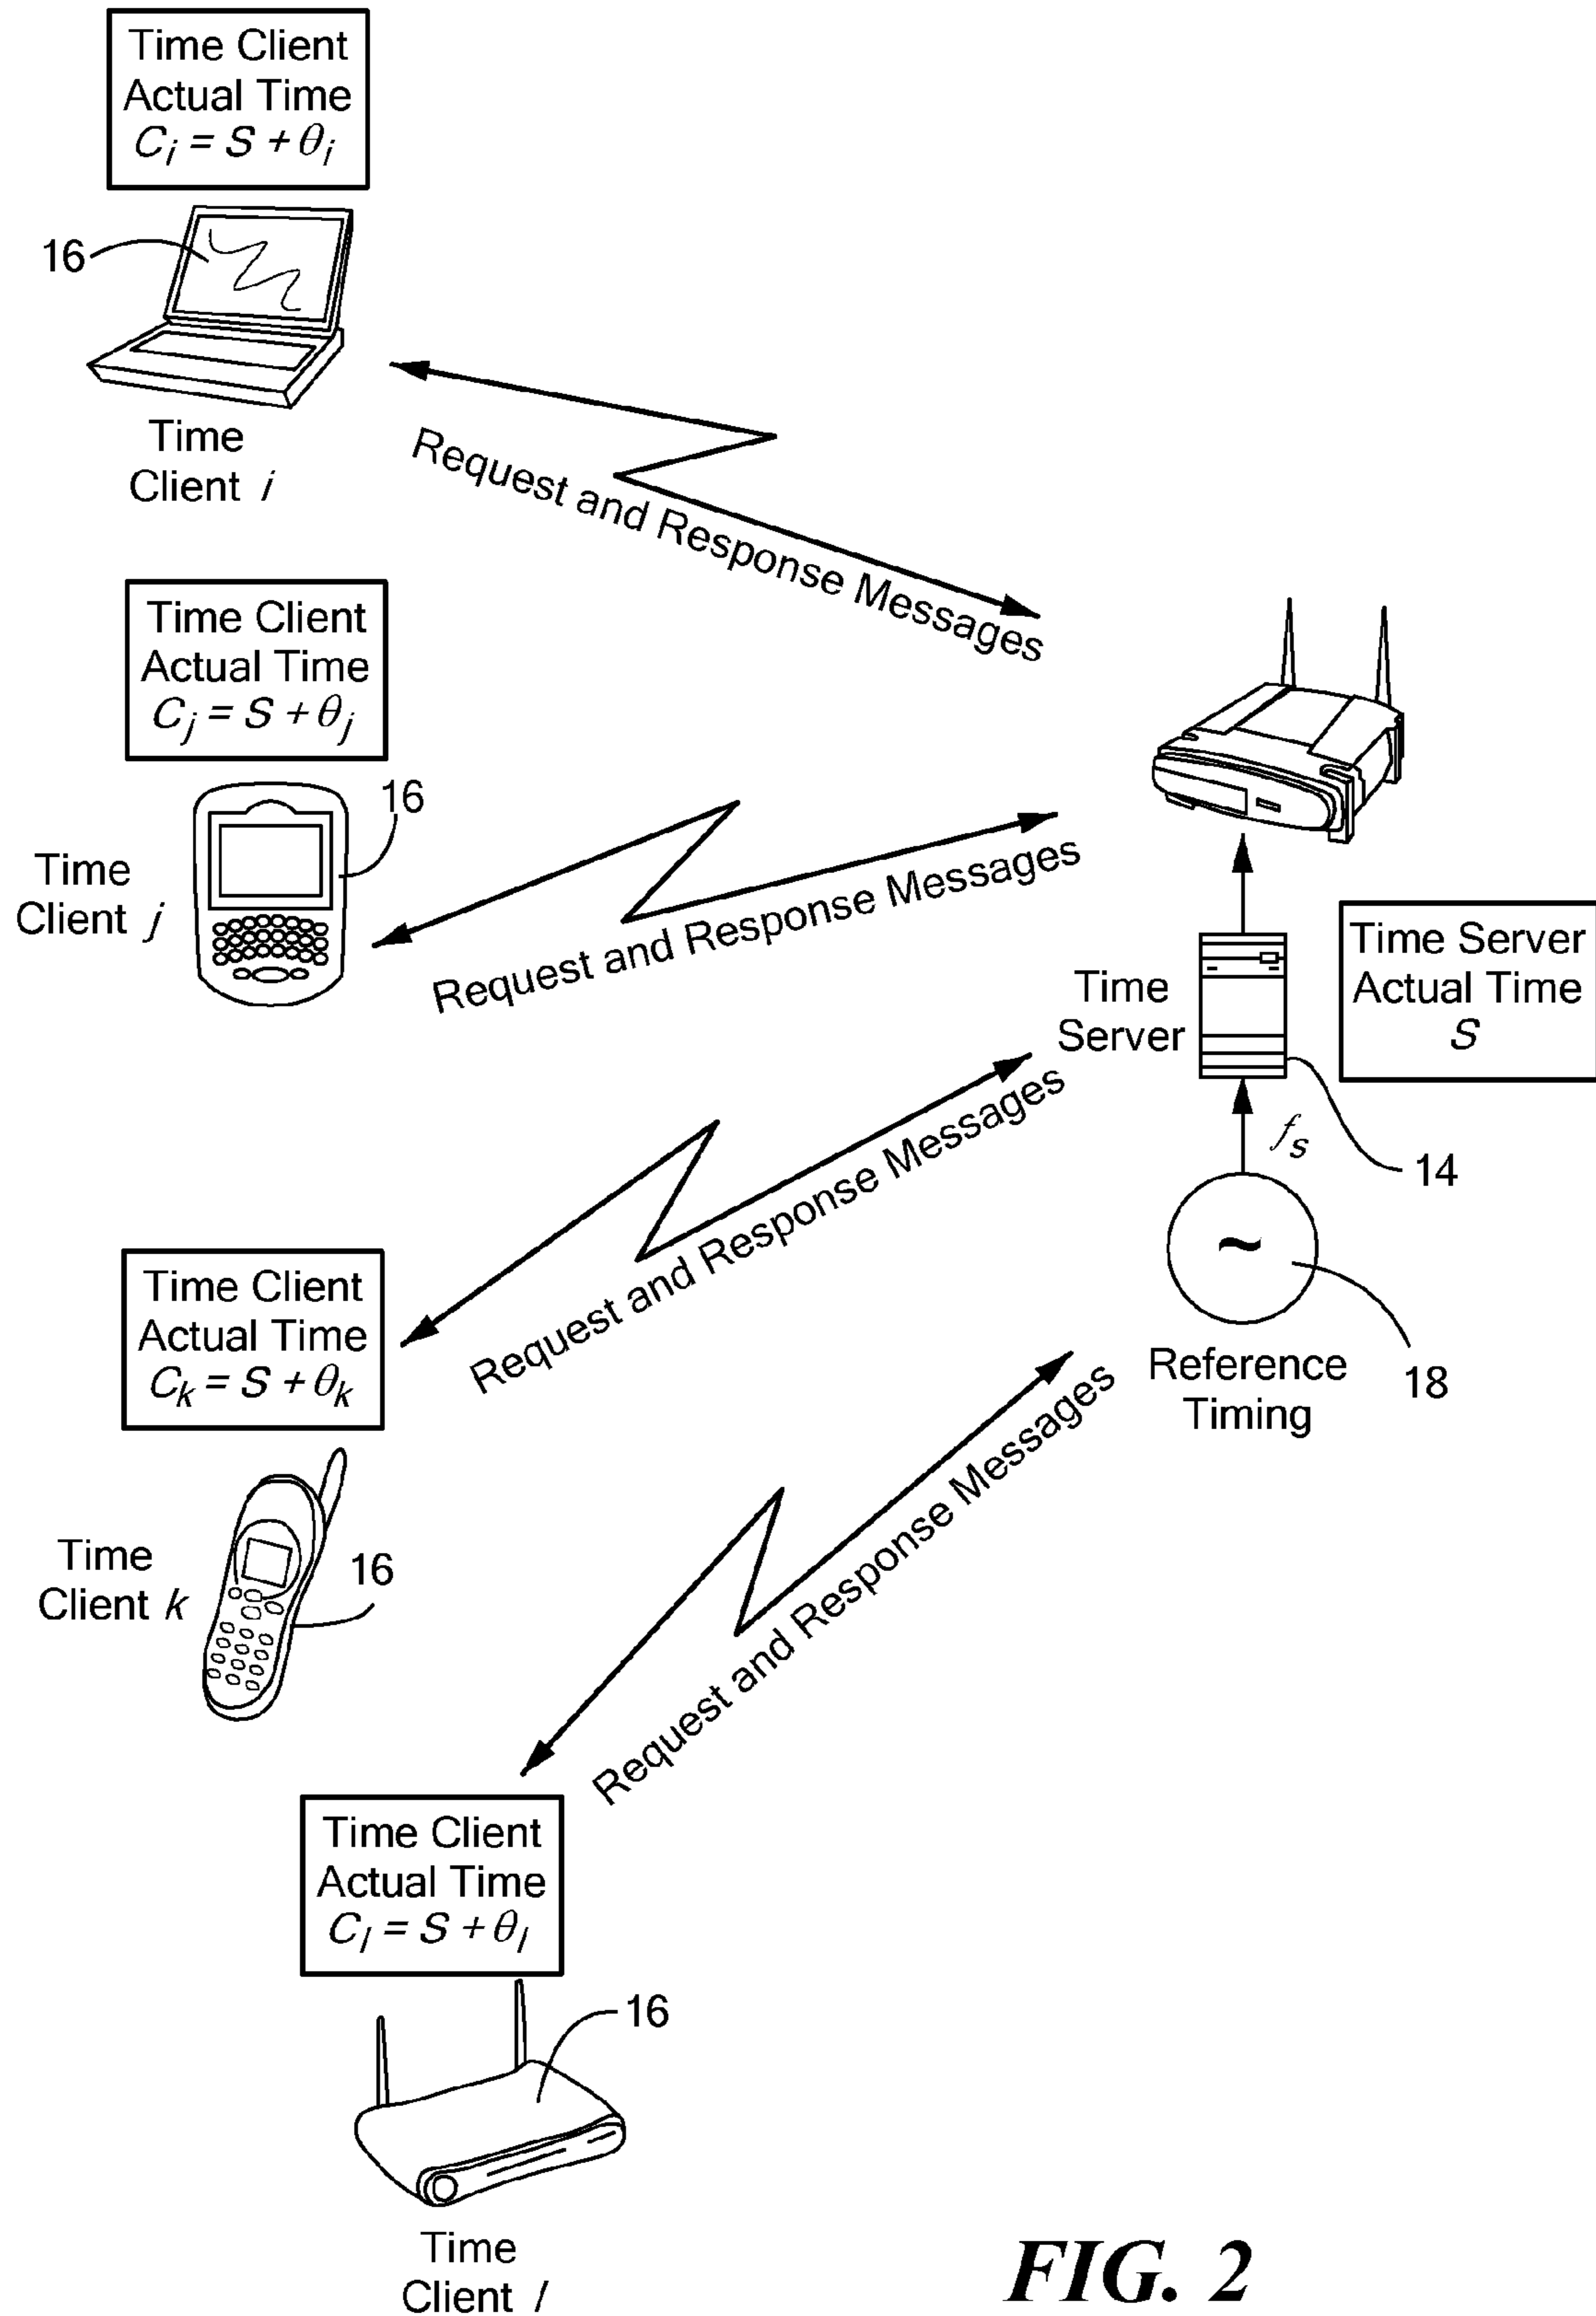 Time Client
Actual Time
Cᵢ = S + θᵢ
16
Time
Client i
Request and Response Messages
Time Client
Actual Time
Cⱼ = S + θⱼ
16
Time
Client j
Request and Response Messages
Time
Server
Time Server
Actual Time
S
fₛ
14
Request and Response Messages
Time Client
Actual Time
Cₖ = S + θₖ
~
18
Reference
Timing
Time
Client k
16
Request and Response Messages
Time Client
Actual Time
Cₗ = S + θₗ
16
Time
Client l
FIG. 2